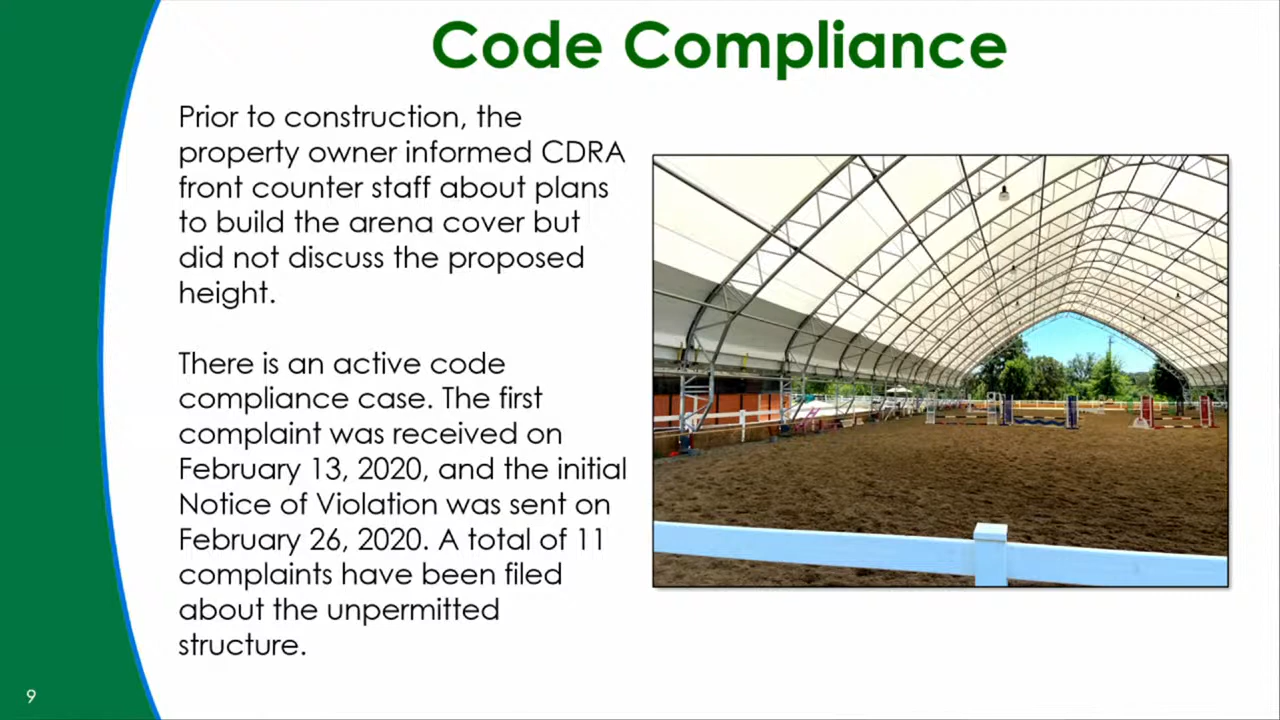 Code Compliance
Prior to construction, the
property owner informed CDRA
front counter staff about plans
to build the arena cover but
did not discuss the proposed
height.
There is an active code
compliance case. The first
complaint was received on
February 13, 2020, and the initial
Notice of Violation was sent on
February 26, 2020. A total of 11
complaints have been filed
about the unpermitted
structure.
9